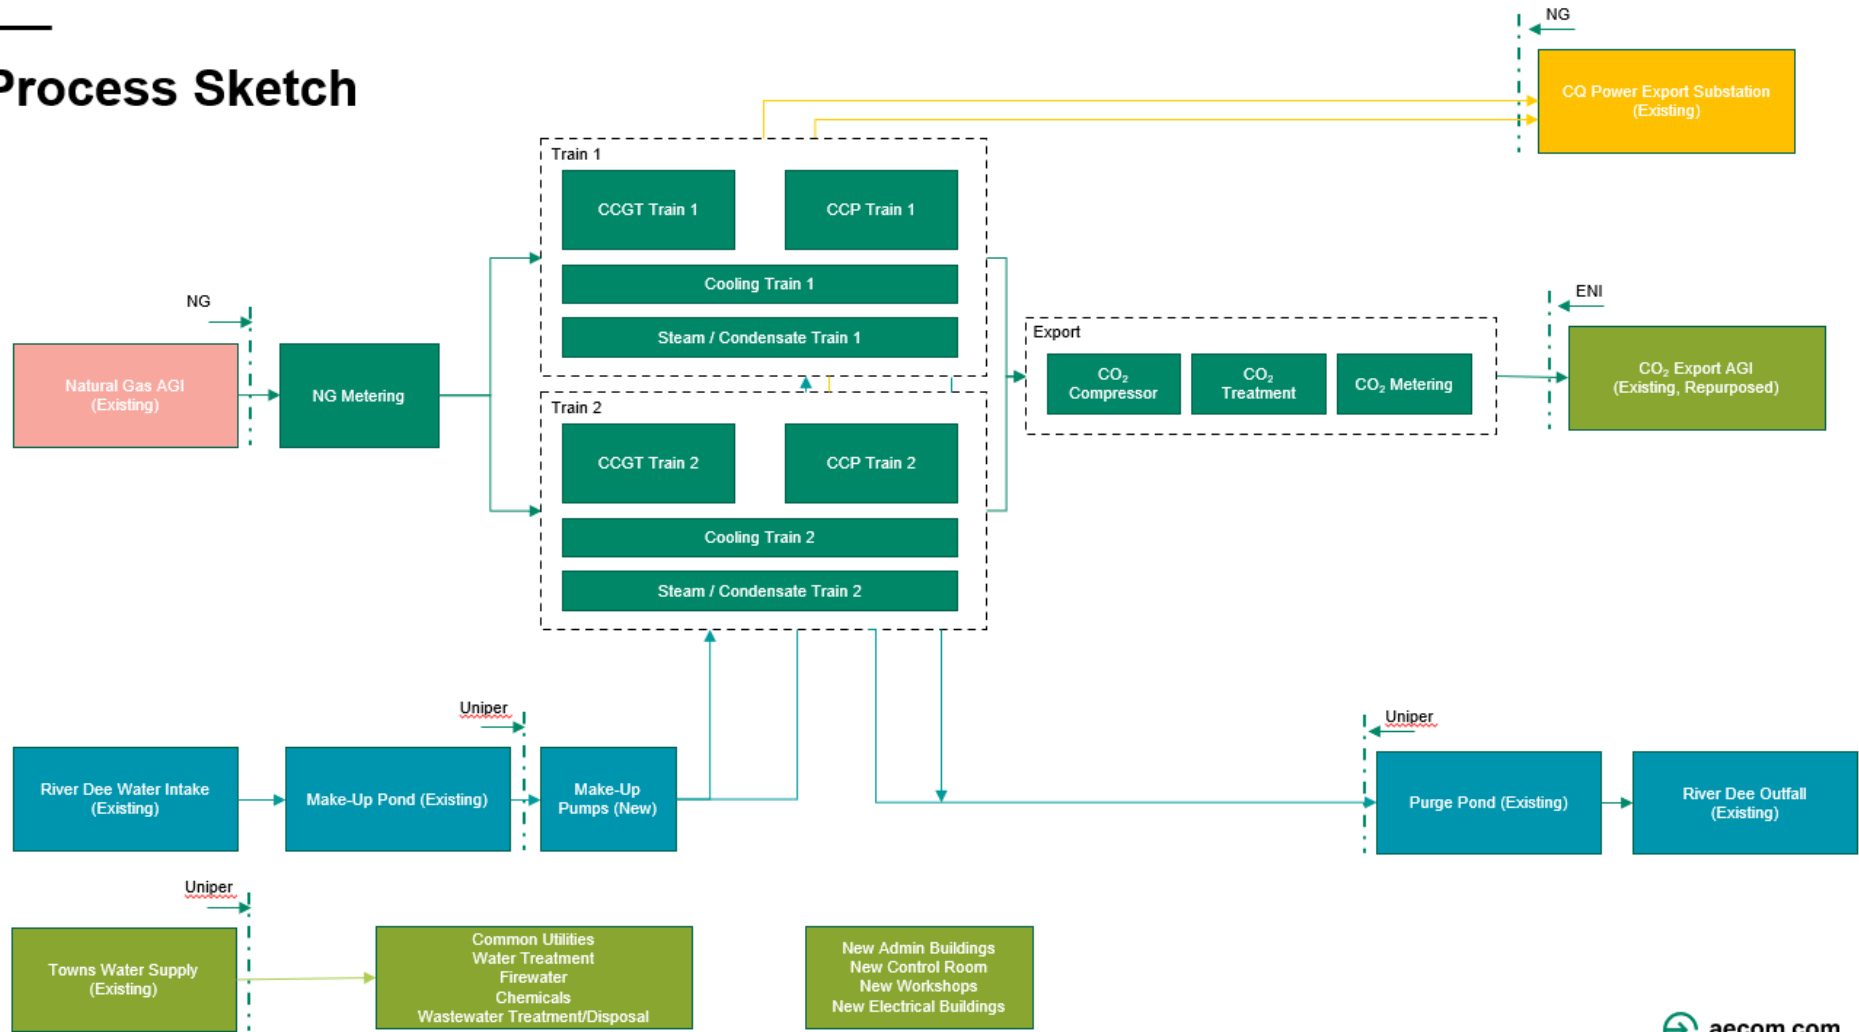 Process Sketch
NG
CQ Power Export Substation
(Existing)
Train 1
CCGT Train 1
CCP Train 1
Cooling Train 1
Steam / Condensate Train 1
NG
Natural Gas AGI
(Existing)
NG Metering
Export
CO₂
Compressor
CO₂
Treatment
CO₂ Metering
ENI
CO₂ Export AGI
(Existing, Repurposed)
Train 2
CCGT Train 2
CCP Train 2
Cooling Train 2
Steam / Condensate Train 2
Uniper
River Dee Water Intake
(Existing)
Make-Up Pond (Existing)
Make-Up
Pumps (New)
Uniper
Purge Pond (Existing)
River Dee Outfall
(Existing)
Uniper
Towns Water Supply
(Existing)
Common Utilities
Water Treatment
Firewater
Chemicals
Wastewater Treatment/Disposal
New Admin Buildings
New Control Room
New Workshops
New Electrical Buildings
aecom.com